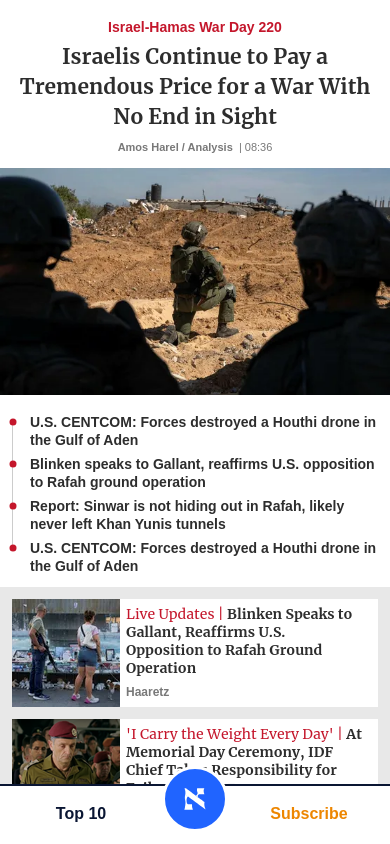 Israel-Hamas War Day 220
Israelis Continue to Pay a
Tremendous Price for a War With
No End in Sight
Amos Harel / Analysis | 08:36
U.S. CENTCOM: Forces destroyed a Houthi drone in
the Gulf of Aden
Blinken speaks to Gallant, reaffirms U.S. opposition
to Rafah ground operation
Report: Sinwar is not hiding out in Rafah, likely
never left Khan Yunis tunnels
U.S. CENTCOM: Forces destroyed a Houthi drone in
the Gulf of Aden
Live Updates | Blinken Speaks to
Gallant, Reaffirms U.S.
Opposition to Rafah Ground
Operation
Haaretz
'I Carry the Weight Every Day' | At
Memorial Day Ceremony, IDF
Chief Responsibility for
Top 10
Subscribe